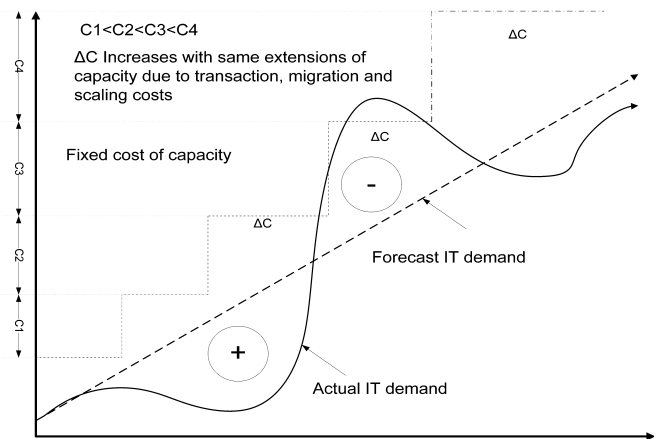 C1<C2<C3<C4
ΔC Increases with same extensions of
capacity due to transaction, migration and
scaling costs
ΔC
C4
ΔC
Fixed cost of capacity
C3
-
ΔC
Forecast IT demand
C2
C1
+
Actual IT demand